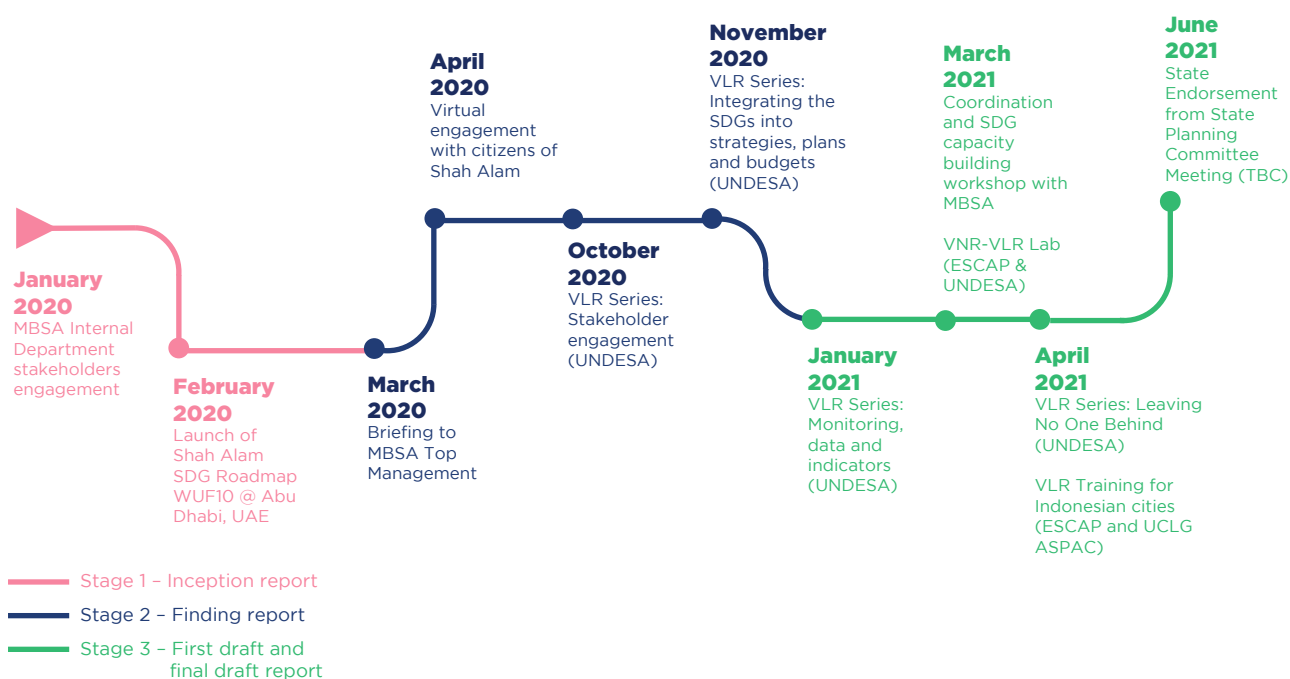 January
2020
MBSA Internal
Department
stakeholders
engagement
February
2020
Launch of
Shah Alam
SDG Roadmap
WUF10 @ Abu
Dhabi, UAE
March
2020
Briefing to
MBSA Top
Management
April
2020
Virtual
engagement
with citizens of
Shah Alam
October
2020
VLR Series:
Stakeholder
engagement
(UNDESA)
November
2020
VLR Series:
Integrating the
SDGs into
strategies, plans
and budgets
(UNDESA)
January
2021
VLR Series:
Monitoring,
data and
indicators
(UNDESA)
March
2021
Coordination
and SDG
capacity
building
workshop with
MBSA
VNR-VLR Lab
(ESCAP &
UNDESA)
April
2021
VLR Series: Leaving
No One Behind
(UNDESA)
VLR Training for
Indonesian cities
(ESCAP and UCLG
ASPAC)
June
2021
State
Endorsement
from State
Planning
Committee
Meeting (TBC)
Stage 1 – Inception report
Stage 2 – Finding report
Stage 3 – First draft and
final draft report